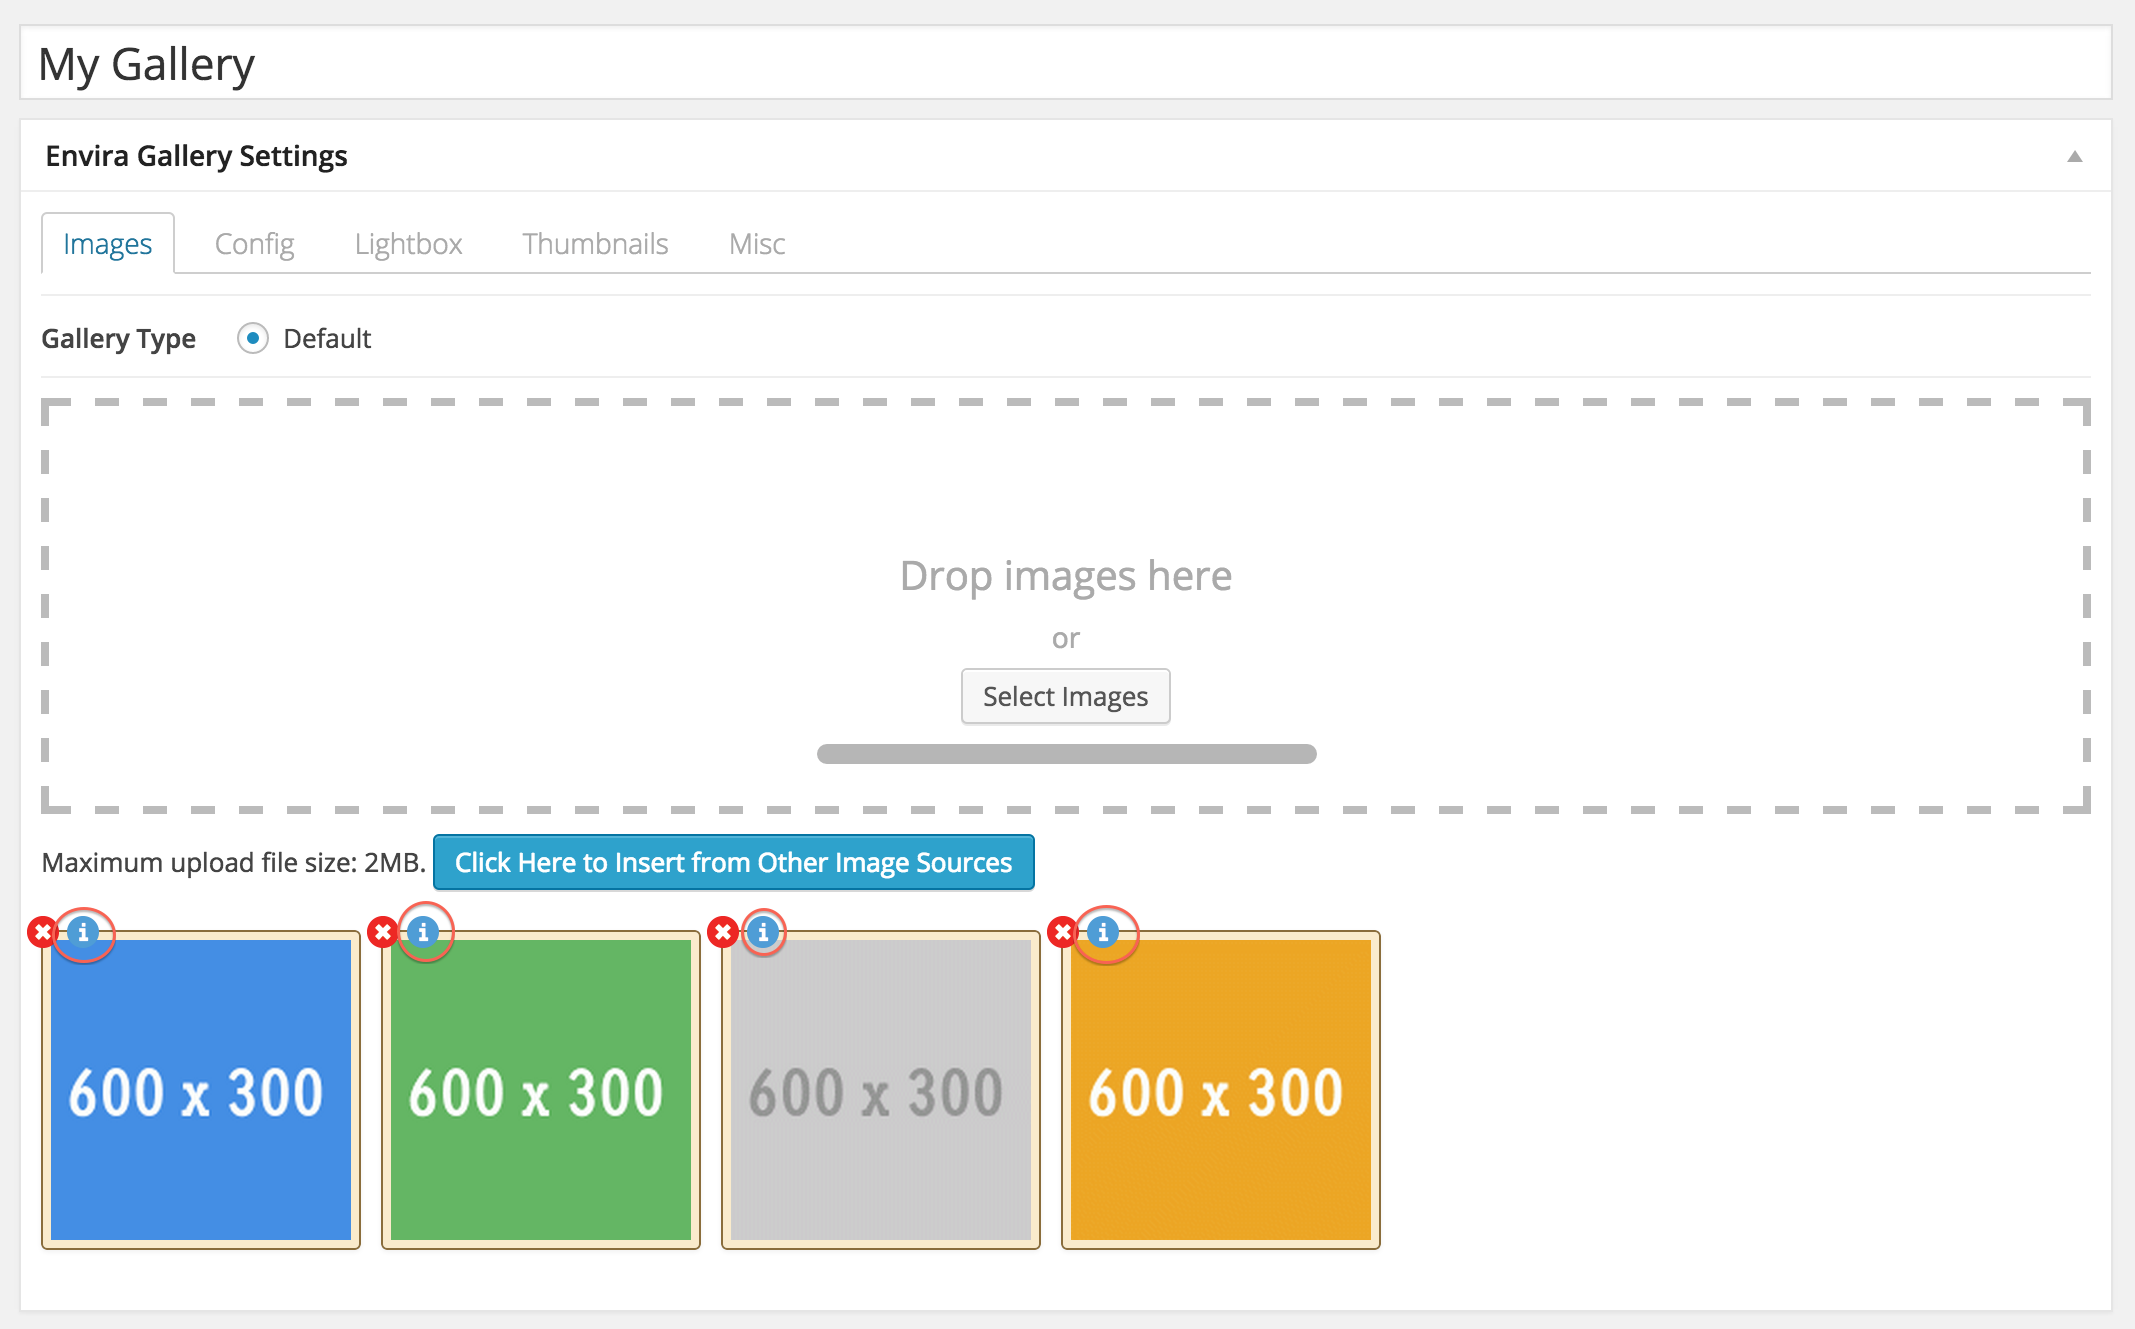 My Gallery
Envira Gallery Settings
Images Config Lightbox Thumbnails Misc
Gallery Type Default
Drop images here
or
Select Images
Maximum upload file size: 2MB. Click Here to Insert from Other Image Sources
i i i i
600 x 300 600 x 300 600 x 300 600 x 300